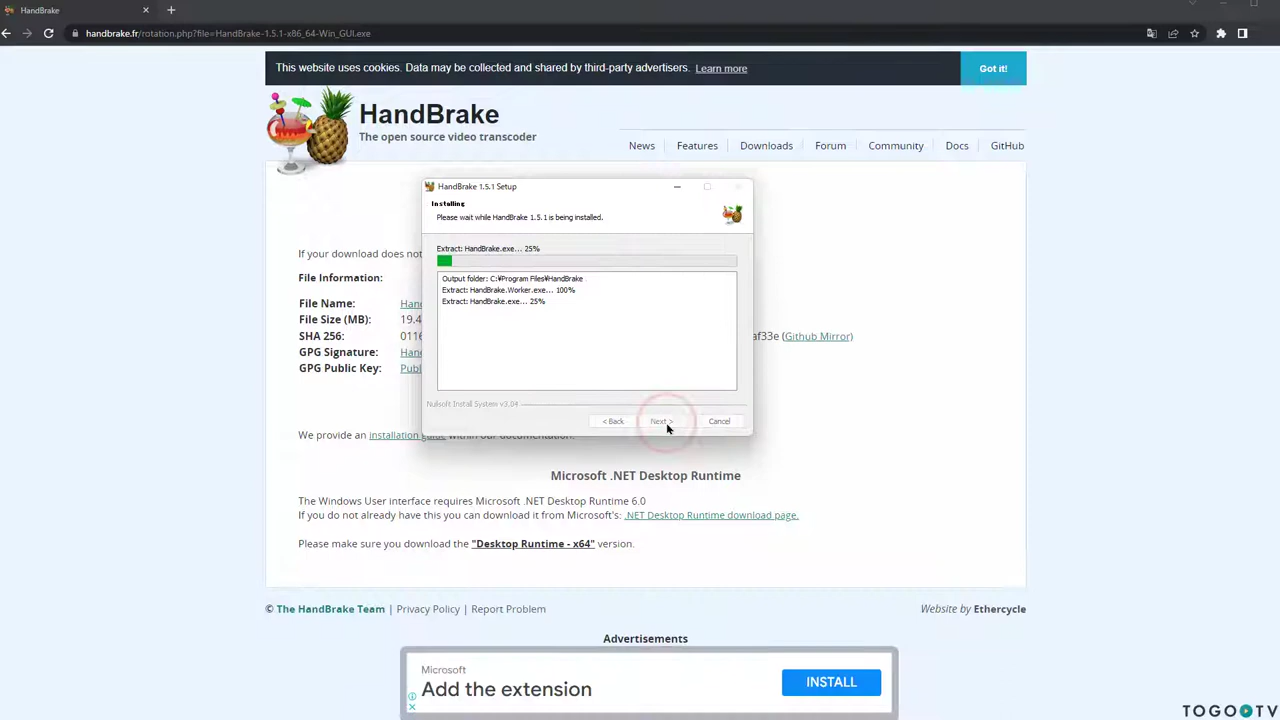 HandBrake
handbrake.fr/rotation.php?file=HandBrake-1.5.1-x86_64-Win_GUI.exe
This website uses cookies. Data may be collected and shared by third-party advertisers. Learn more
Got it!
HandBrake
The open source video transcoder
News
Features
Downloads
Forum
Community
Docs
GitHub
HandBrake 1.5.1 Setup
Installing
Please wait while HandBrake 1.5.1 is being installed.
Extract: HandBrake.exe... 25%
Output folder: C:¥Program Files¥HandBrake
Extract: HandBrake.Worker.exe... 100%
Extract: HandBrake.exe... 25%
Nullsoft Install System v3.04
< Back
Next >
Cancel
If your download does not
File Information:
File Name: Han
File Size (MB): 19.4
SHA 256: 0116 af33e (Github Mirror)
GPG Signature: Han
GPG Public Key: Publ
We provide an installation guide within our documentation.
Microsoft .NET Desktop Runtime
The Windows User interface requires Microsoft .NET Desktop Runtime 6.0
If you do not already have this you can download it from Microsoft's: .NET Desktop Runtime download page.
Please make sure you download the "Desktop Runtime - x64" version.
© The HandBrake Team | Privacy Policy | Report Problem
Website by Ethercycle
Advertisements
Microsoft
Add the extension
INSTALL
TOGOTV